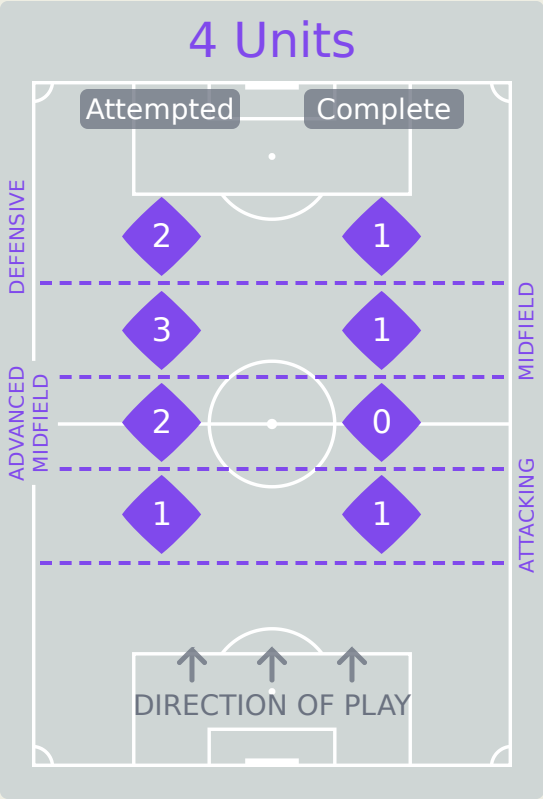 4 Units
Attempted Complete
DEFENSIVE
2 1
MIDFIELD
3 1
ADVANCED
MIDFIELD
2 0
ATTACKING
1 1
DIRECTION OF PLAY